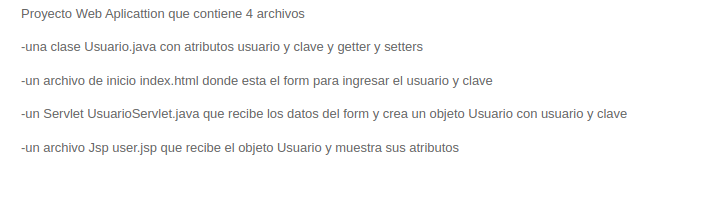 Proyecto Web Aplicattion que contiene 4 archivos
-una clase Usuario.java con atributos usuario y clave y getter y setters
-un archivo de inicio index.html donde esta el form para ingresar el usuario y clave
-un Servlet UsuarioServlet.java que recibe los datos del form y crea un objeto Usuario con usuario y clave
-un archivo Jsp user.jsp que recibe el objeto Usuario y muestra sus atributos